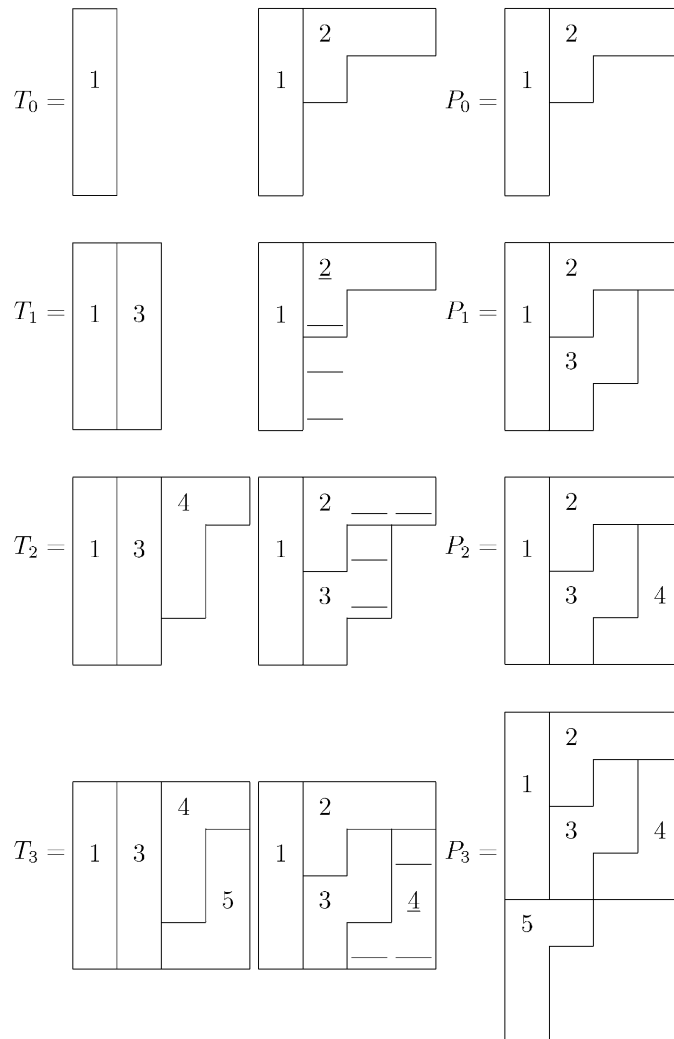 2 2
T₀ = 1 1 P₀ = 1
2 2
T₁ = 1 3 1 P₁ = 1
3
4 2 2
T₂ = 1 3 1 P₂ = 1
3 3 4
2
4 2 1
T₃ = 1 3 1 P₃ = 3 4
5 3 4
5